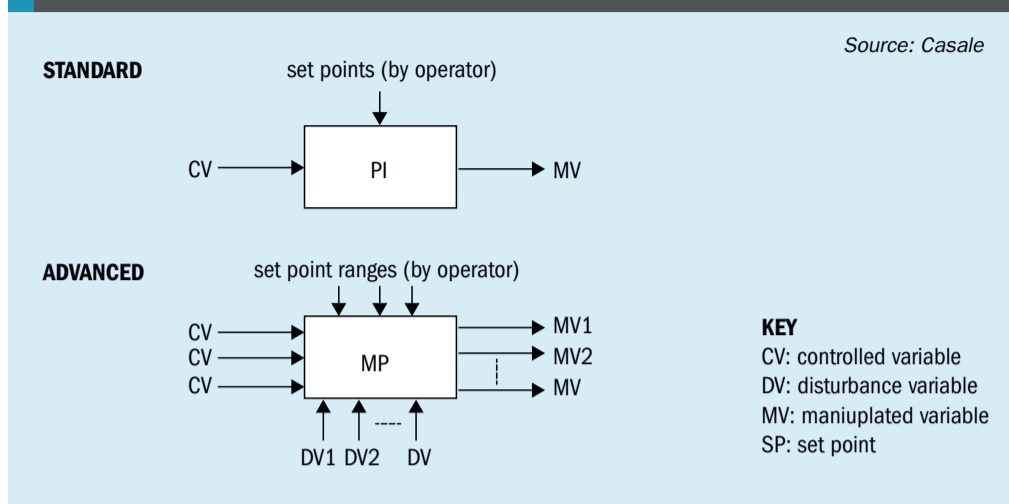 Source: Casale
STANDARD
set points (by operator)
CV
PI
MV
ADVANCED
set point ranges (by operator)
CV
CV
CV
MP
MV1
MV2
MV
DV1 DV2 DV
KEY
CV: controlled variable
DV: disturbance variable
MV: maniuplated variable
SP: set point